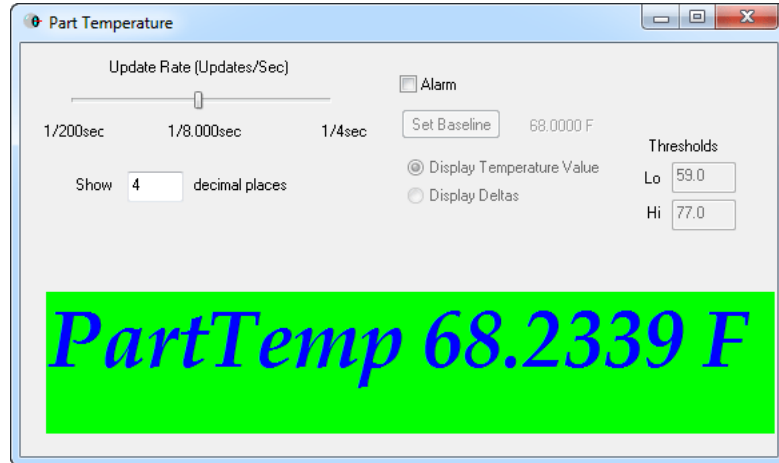 Part Temperature
Update Rate (Updates/Sec)
1/200sec 1/8.000sec 1/4sec
Show 4 decimal places
Alarm
Set Baseline 68.0000 F
Display Temperature Value
Display Deltas
Thresholds
Lo 59.0
Hi 77.0
PartTemp 68.2339 F